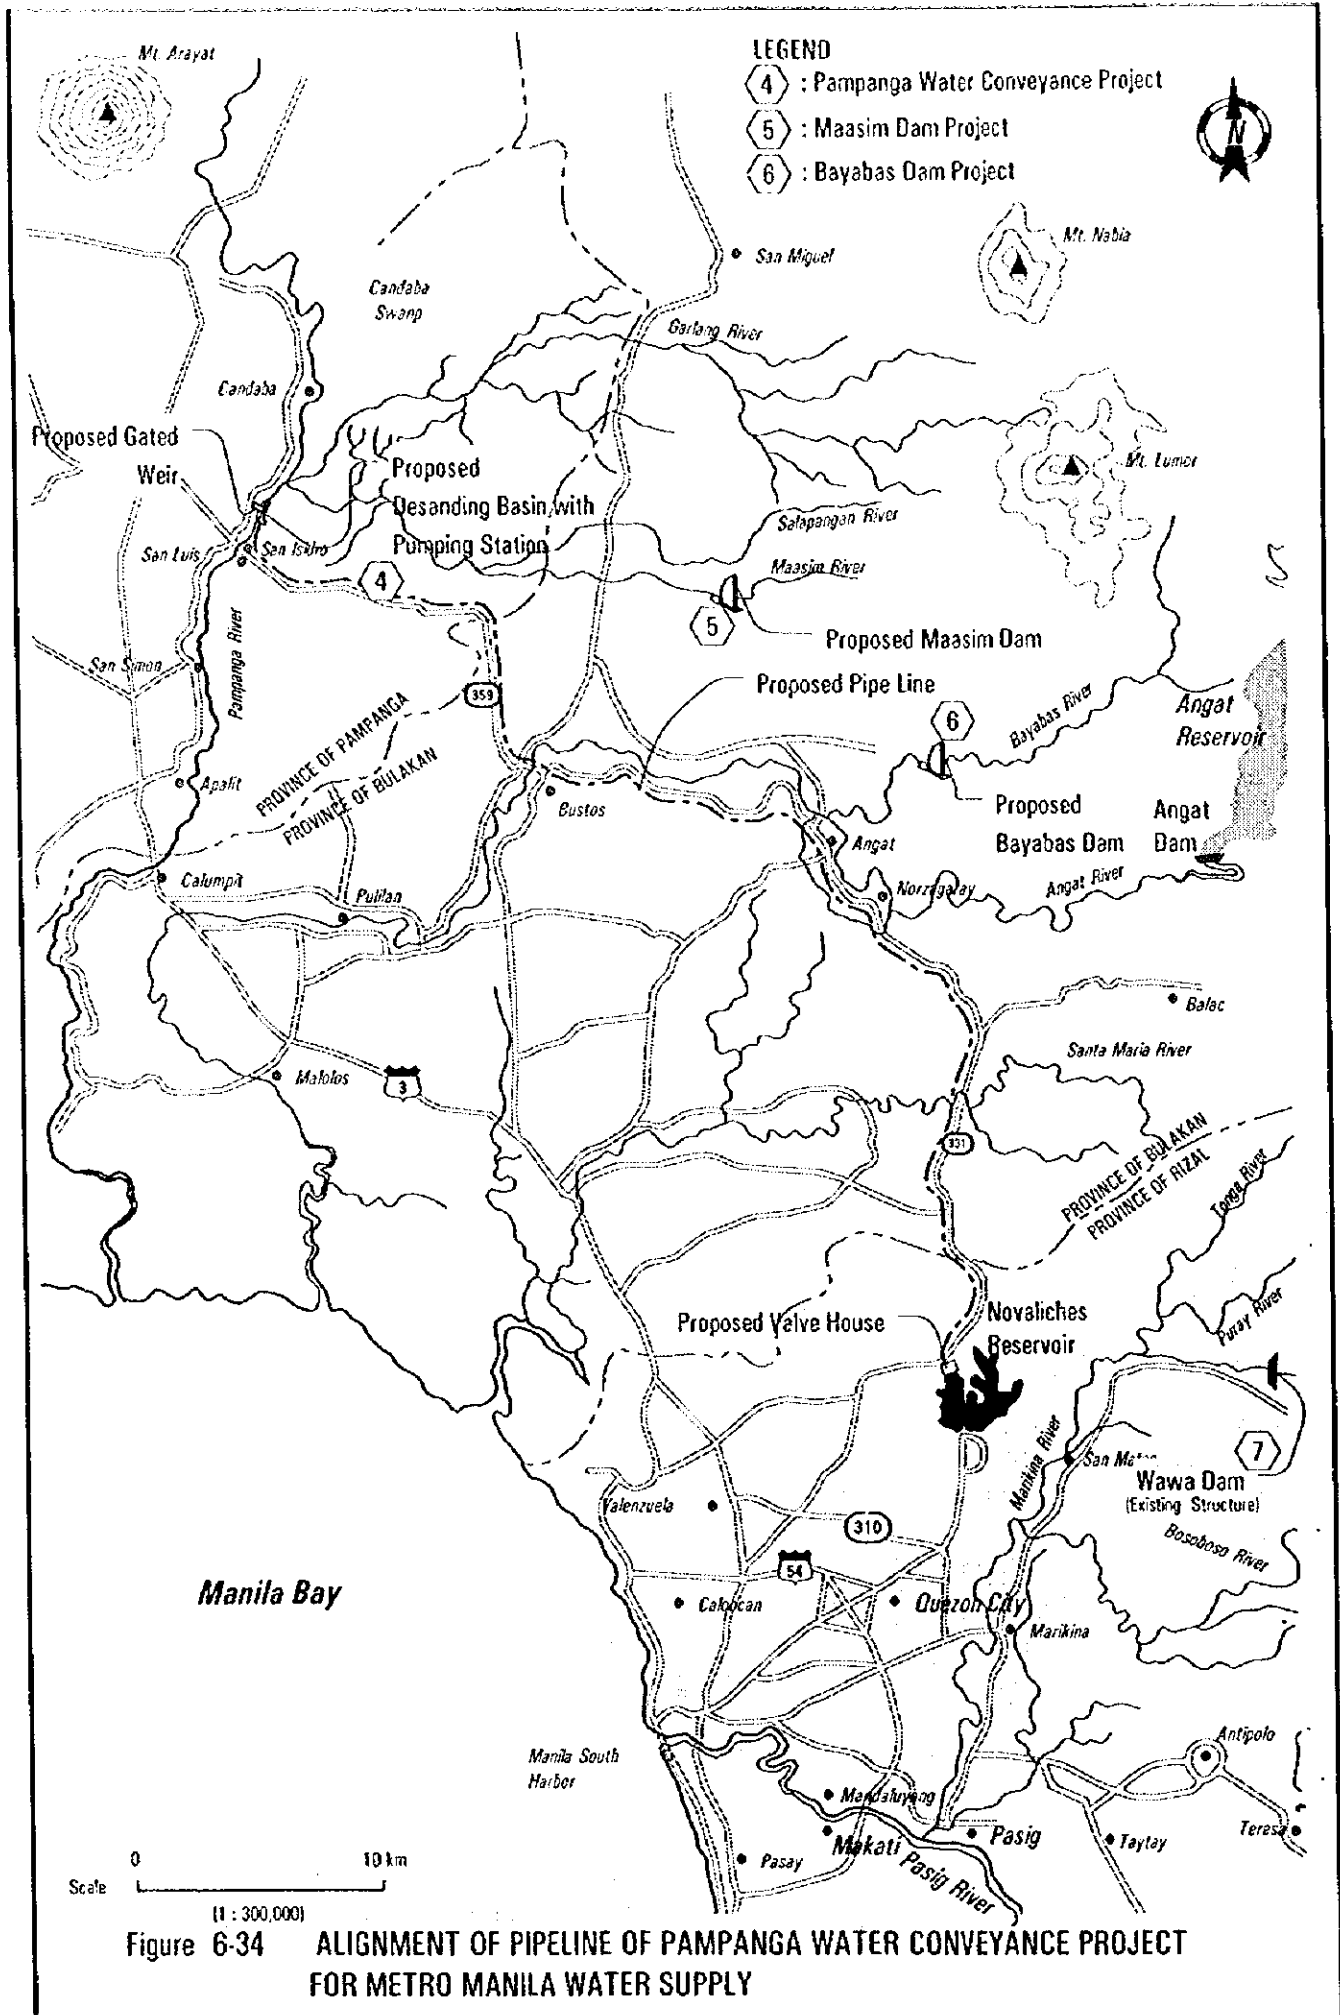 Mt. Arayat
LEGEND
4 : Pampanga Water Conveyance Project
5 : Maasim Dam Project
6 : Bayabas Dam Project
N
San Miguel
Mt. Nabia
Candaba
Swanp
Garlang River
Candaba
Proposed Gated
Weir
Proposed
Desanding Basin with
Pumping Station
Mt. Lumor
Salapangan River
San Luis
San Isidro
Maasim River
4
5
Proposed Maasim Dam
Pampanga River
San Simon
359
Proposed Pipe Line
6
Bayabas River
Angat
Reservoir
PROVINCE OF PAMPANGA
PROVINCE OF BULAKAN
Apalit
Bustos
Proposed
Bayabas Dam
Angat
Dam
Angat
Calumpit
Pulilan
Norzagaray
Angat River
Balac
Santa Maria River
Malolos
3
331
PROVINCE OF BULAKAN
PROVINCE OF RIZAL
Tonga River
Proposed Valve House
Novaliches
Reservoir
Puray River
Marikina River
San
7
Wawa Dam
(Existing Structure)
Valenzuela
310
Bosoboso River
54
Manila Bay
Caloocan
Quezon City
Marikina
Manila South
Harbor
Antipolo
Mandaluyong
Makati
Pasig
Taytay
Teresa
Pasay
Pasig River
0 10 km
Scale
(1 : 300,000)
Figure 6-34 ALIGNMENT OF PIPELINE OF PAMPANGA WATER CONVEYANCE PROJECT
FOR METRO MANILA WATER SUPPLY